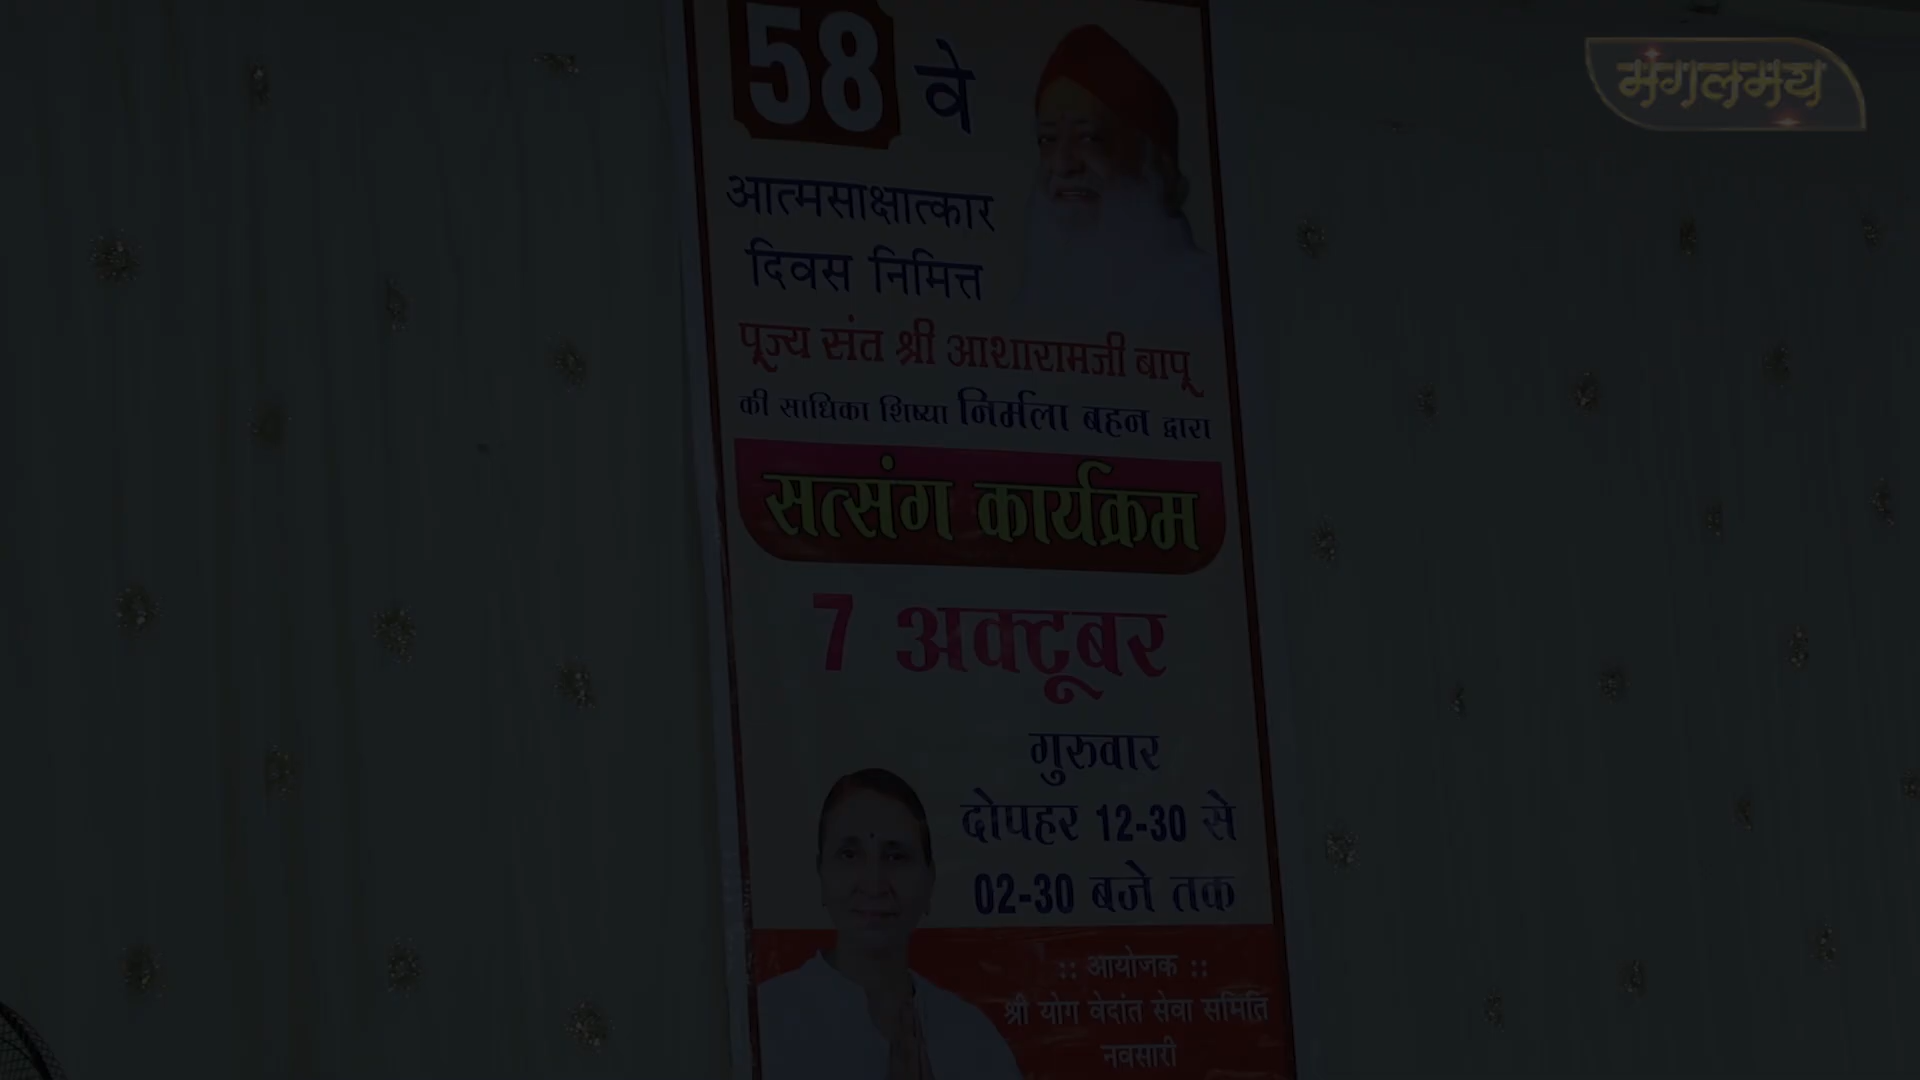 मंगलमय
58 वे
आत्मसाक्षात्कार
दिवस निमित्त
पूज्य संत श्री आशारामजी बापू
की साधिका शिष्या निर्मला बहन द्वारा
सत्संग कार्यक्रम
7 अक्टूबर
गुरुवार
दोपहर 12-30 से
02-30 बजे तक
:: आयोजक ::
श्री योग वेदांत सेवा समिति
नवसारी